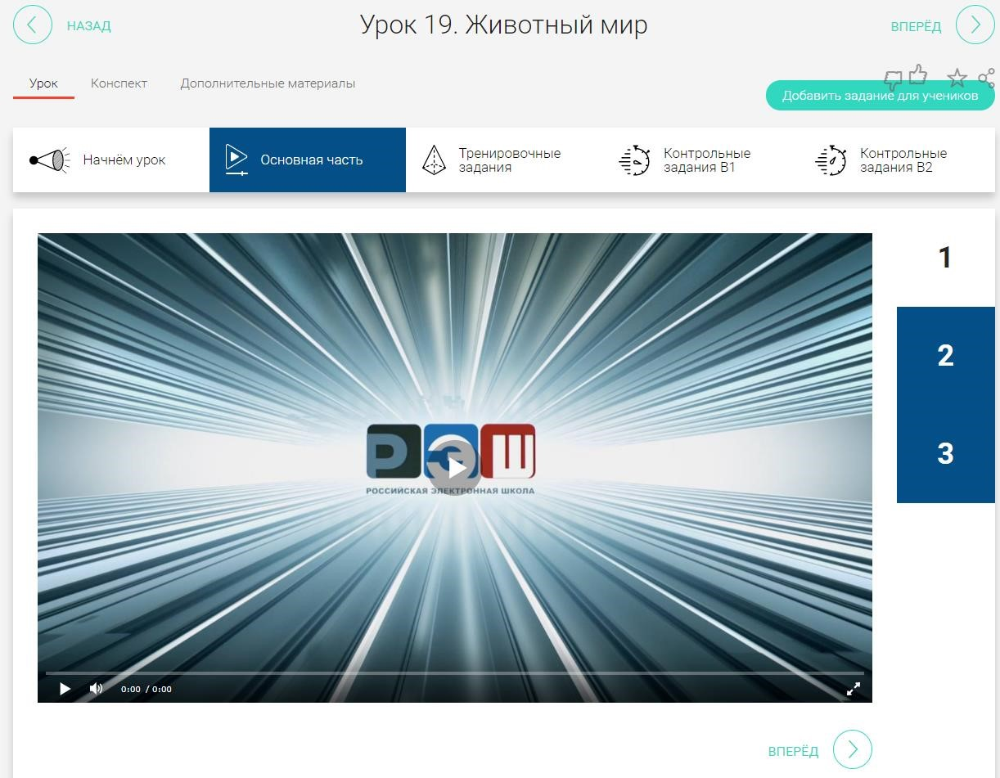 НАЗАД
Урок 19. Животный мир
ВПЕРЁД
Урок
Конспект
Дополнительные материалы
Добавить задание для учеников
Начнём урок
Основная часть
Тренировочные
задания
Контрольные
задания В1
Контрольные
задания В2
1
2
3
РЭШ
РОССИЙСКАЯ ЭЛЕКТРОННАЯ ШКОЛА
0:00 / 0:00
ВПЕРЁД